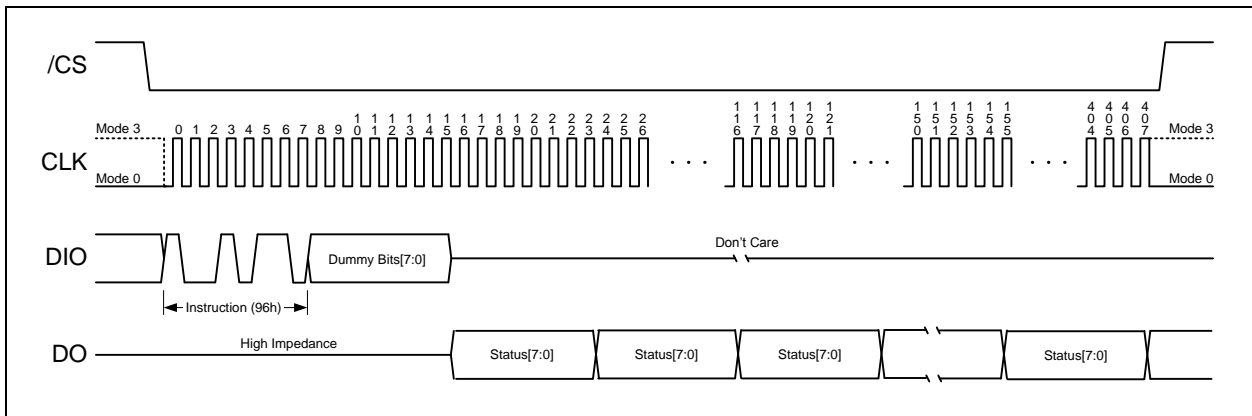 /CS
Mode 3
CLK
Mode 0
0 1 2 3 4 5 6 7 8 9 10 11 12 13 14 15 16 17 18 19 20 21 22 23 24 25 26
. . .
116 117 118 119 120 121
. . .
150 151 152 153 154 155
. . .
404 405 406 407
Mode 3
Mode 0
DIO
Dummy Bits[7:0]
Don't Care
Instruction (96h)
DO
High Impedance
Status[7:0]
Status[7:0]
Status[7:0]
Status[7:0]